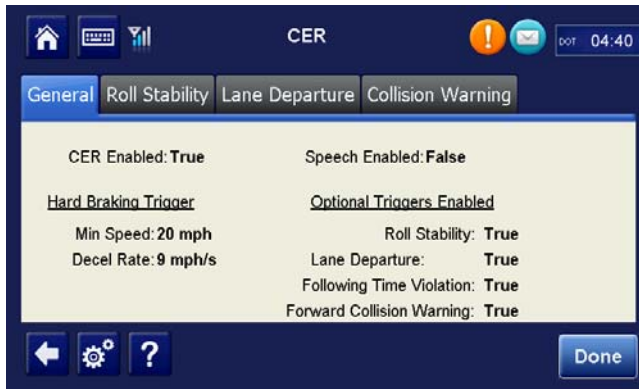 CER
!
DOT 04:40
General Roll Stability Lane Departure Collision Warning
CER Enabled: True Speech Enabled: False
Hard Braking Trigger Optional Triggers Enabled
Min Speed: 20 mph Roll Stability: True
Decel Rate: 9 mph/s Lane Departure: True
Following Time Violation: True
Forward Collision Warning: True
?
Done